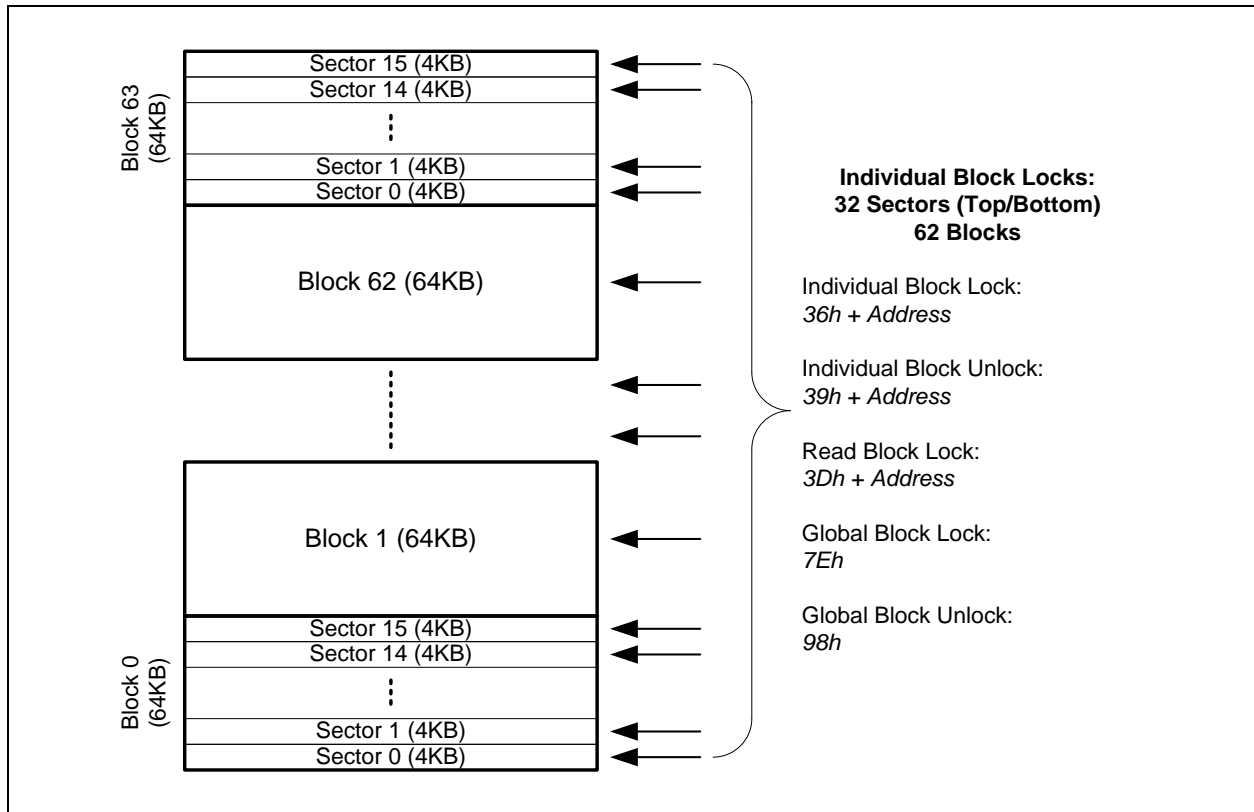 Block 63
(64KB)
Sector 15 (4KB)
Sector 14 (4KB)
Sector 1 (4KB)
Sector 0 (4KB)
Block 62 (64KB)
Block 1 (64KB)
Block 0
(64KB)
Sector 15 (4KB)
Sector 14 (4KB)
Sector 1 (4KB)
Sector 0 (4KB)
Individual Block Locks:
32 Sectors (Top/Bottom)
62 Blocks
Individual Block Lock:
36h + Address
Individual Block Unlock:
39h + Address
Read Block Lock:
3Dh + Address
Global Block Lock:
7Eh
Global Block Unlock:
98h